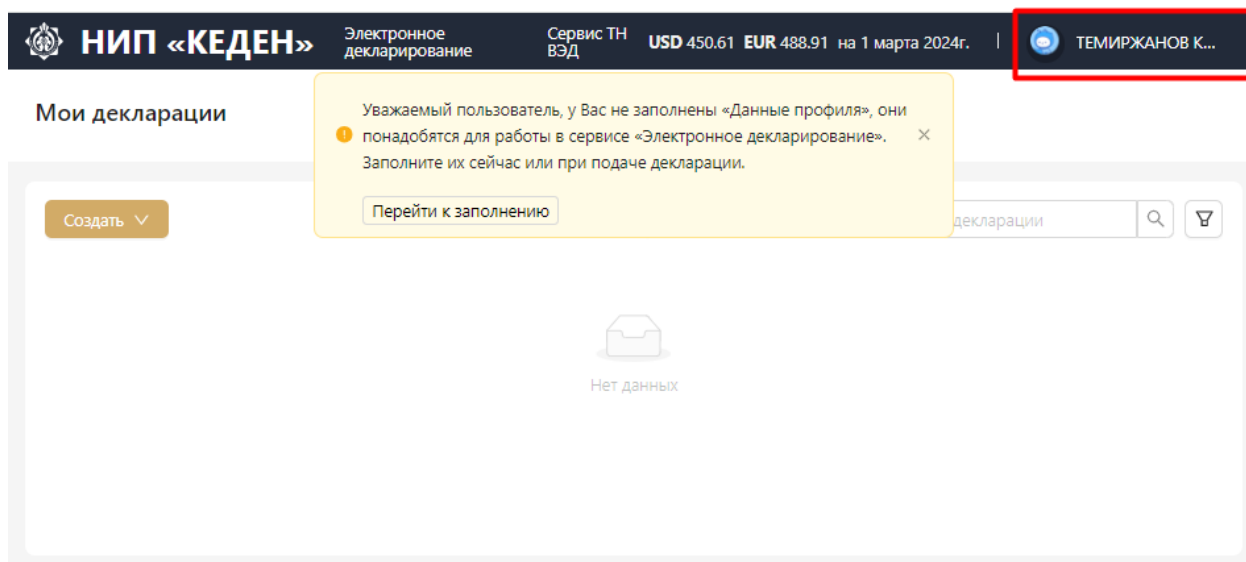 НИП «КЕДЕН»
Электронное
декларирование
Сервис ТН
ВЭД
USD 450.61 EUR 488.91 на 1 марта 2024г.
ТЕМИРЖАНОВ К...
Мои декларации
Уважаемый пользователь, у Вас не заполнены «Данные профиля», они
понадобятся для работы в сервисе «Электронное декларирование».
Заполните их сейчас или при подаче декларации.
Перейти к заполнению
Создать
декларации
Нет данных